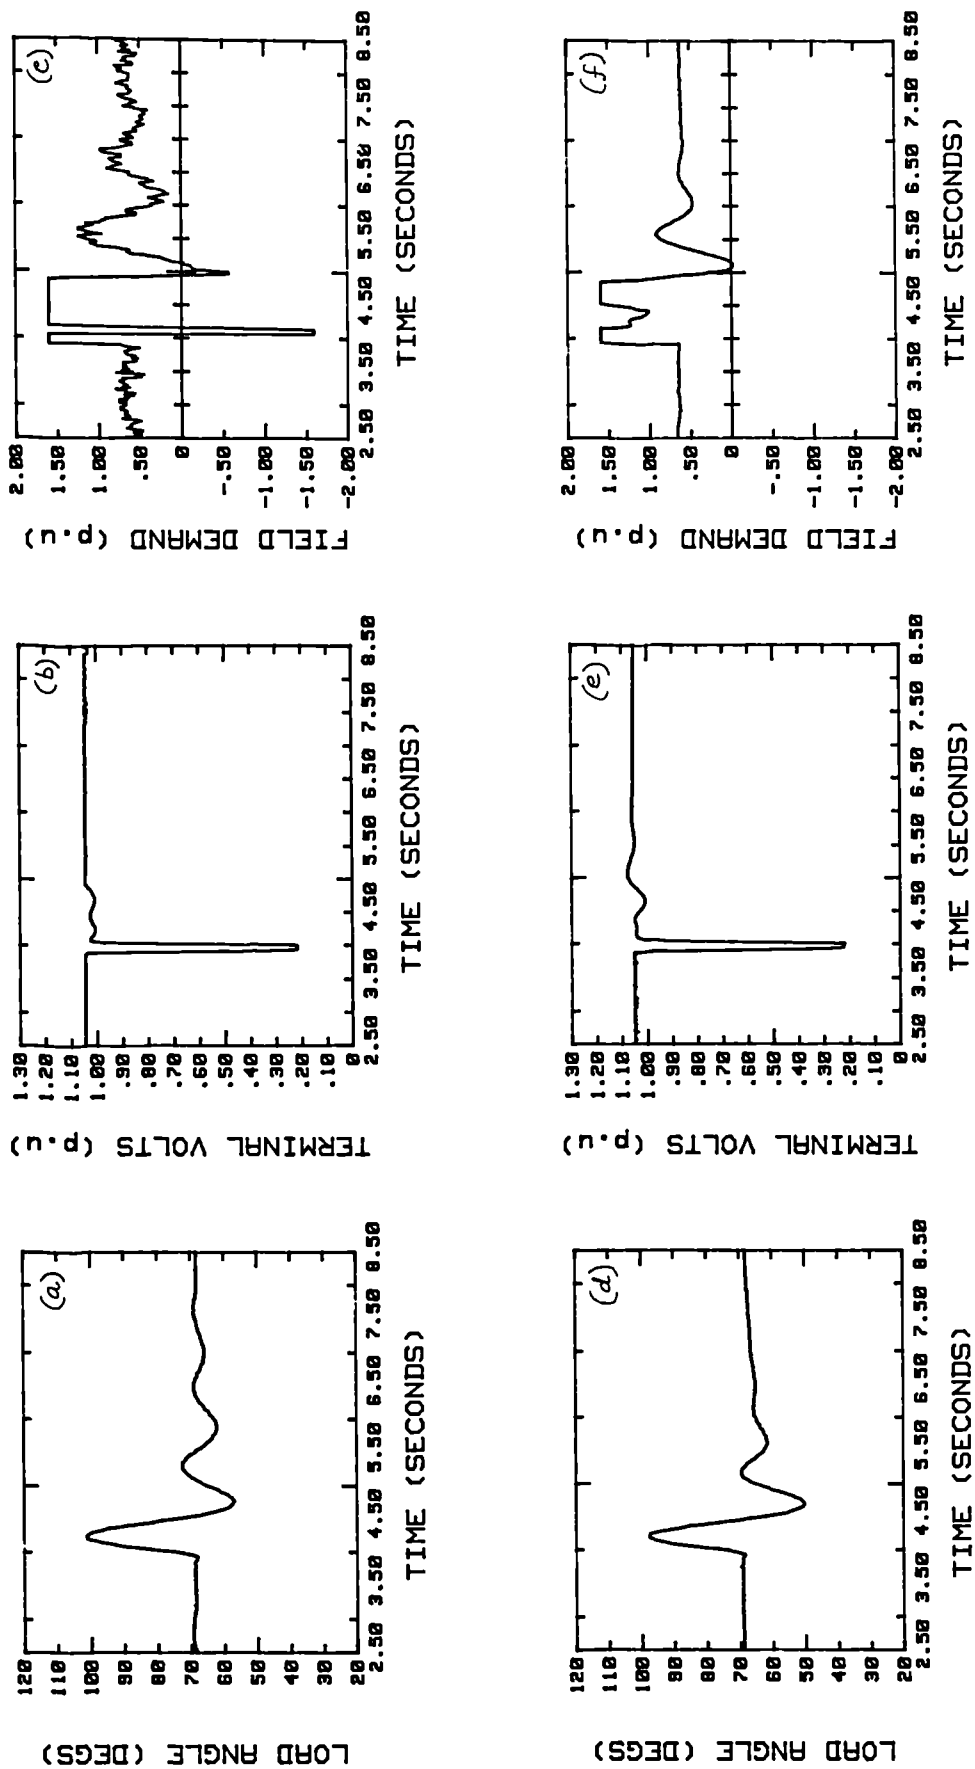 (a)
120
110
100
90
80
70
60
50
40
30
20
2.50 3.50 4.50 5.50 6.50 7.50 8.50
TIME (SECONDS)
LOAD ANGLE (DEGS)
(b)
1.30
1.10
1.00
.90
.80
.70
.60
.50
.40
.30
.20
.10
0
2.50 3.50 4.50 5.50 6.50 7.50 8.50
TIME (SECONDS)
TERMINAL VOLTS (p.u)
(c)
2.00
1.50
1.00
.50
0
-.50
-1.00
-1.50
-2.00
2.50 3.50 4.50 5.50 6.50 7.50 8.50
TIME (SECONDS)
FIELD DEMAND (p.u)
(d)
120
110
100
90
80
70
60
50
40
30
20
2.50 3.50 4.50 5.50 6.50 7.50 8.50
TIME (SECONDS)
LOAD ANGLE (DEGS)
(e)
1.30
1.10
1.00
.90
.80
.70
.60
.50
.40
.30
.20
.10
0
2.50 3.50 4.50 5.50 6.50 7.50 8.50
TIME (SECONDS)
TERMINAL VOLTS (p.u)
(f)
2.00
1.50
1.00
.50
0
-.50
-1.00
-1.50
-2.00
2.50 3.50 4.50 5.50 6.50 7.50 8.50
TIME (SECONDS)
FIELD DEMAND (p.u)